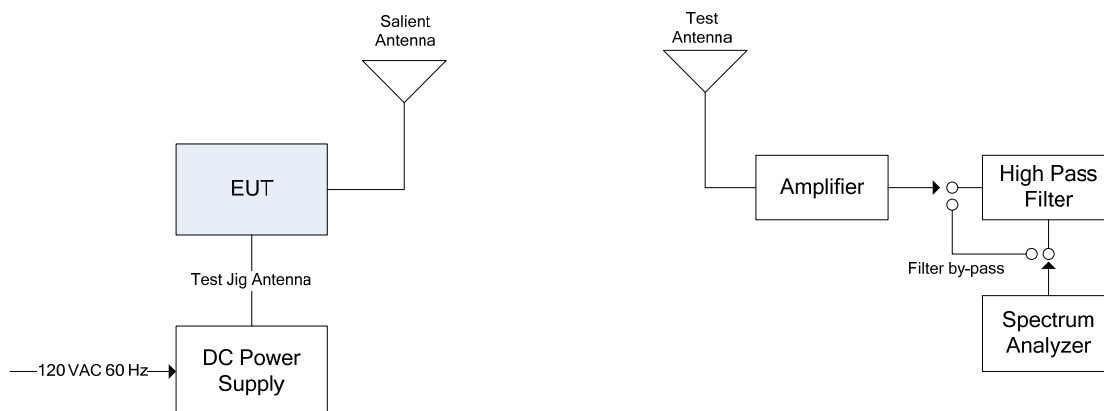 Salient
Antenna
Test
Antenna
EUT
Amplifier
High Pass
Filter
Test Jig Antenna
Filter by-pass
DC Power
Supply
Spectrum
Analyzer
120 VAC 60 Hz